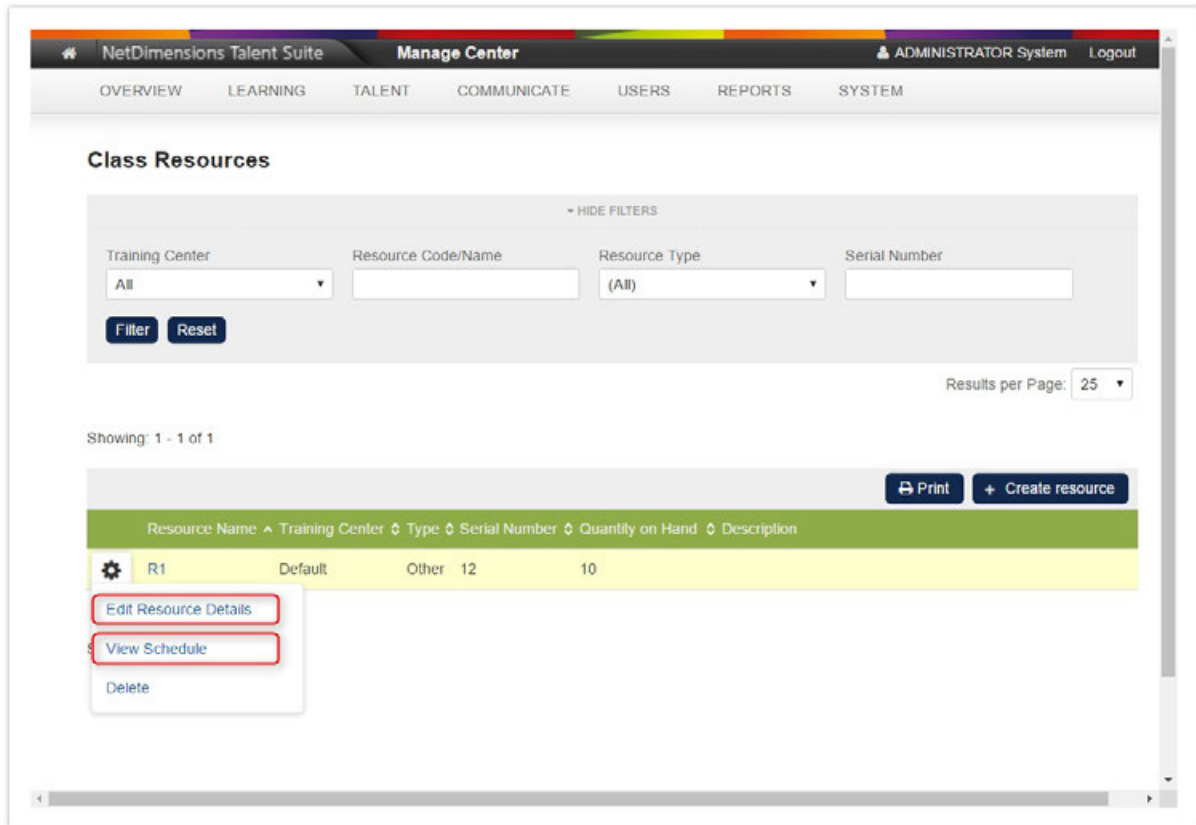 NetDimensions Talent Suite Manage Center ADMINISTRATOR System Logout
OVERVIEW LEARNING TALENT COMMUNICATE USERS REPORTS SYSTEM
Class Resources
HIDE FILTERS
Training Center Resource Code/Name Resource Type Serial Number
All (All)
Filter Reset
Results per Page: 25
Showing: 1 - 1 of 1
Print + Create resource
Resource Name Training Center Type Serial Number Quantity on Hand Description
R1 Default Other 12 10
Edit Resource Details
View Schedule
Delete